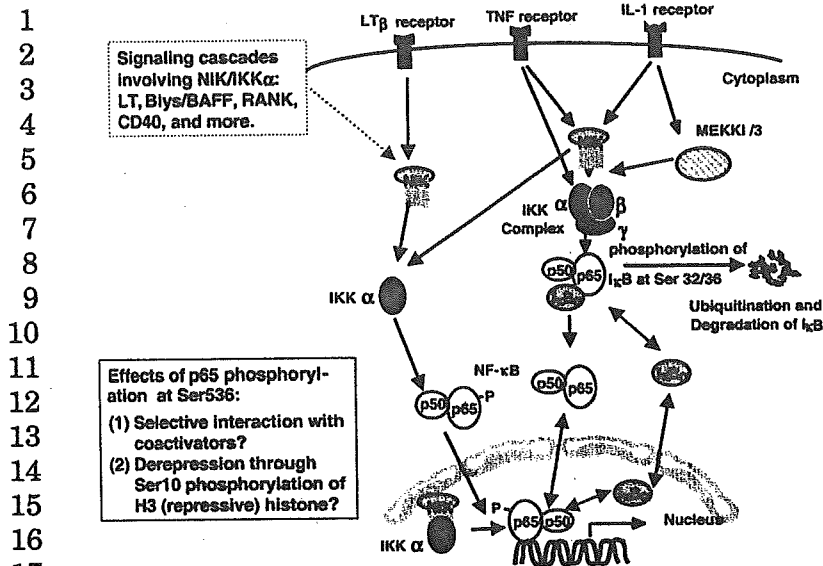 1
2
3
4
5
6
7
8
9
10
11
12
13
14
15
16
LTβ receptor
TNF receptor
IL-1 receptor
Signaling cascades
involving NIK/IKKα:
LT, Blys/BAFF, RANK,
CD40, and more.
Cytoplasm
MEKKI /3
IKK α β
Complex γ
phosphorylation of
IκB at Ser 32/36
p50 p65
Ubiquitination and
Degradation of IκB
IKK α
Effects of p65 phosphoryl-
ation at Ser536:
(1) Selective interaction with
coactivators?
(2) Derepression through
Ser10 phosphorylation of
H3 (repressive) histone?
NF-κB
p50 p65
p50 p65 -P
P- p65 p50
Nucleus
IKK α